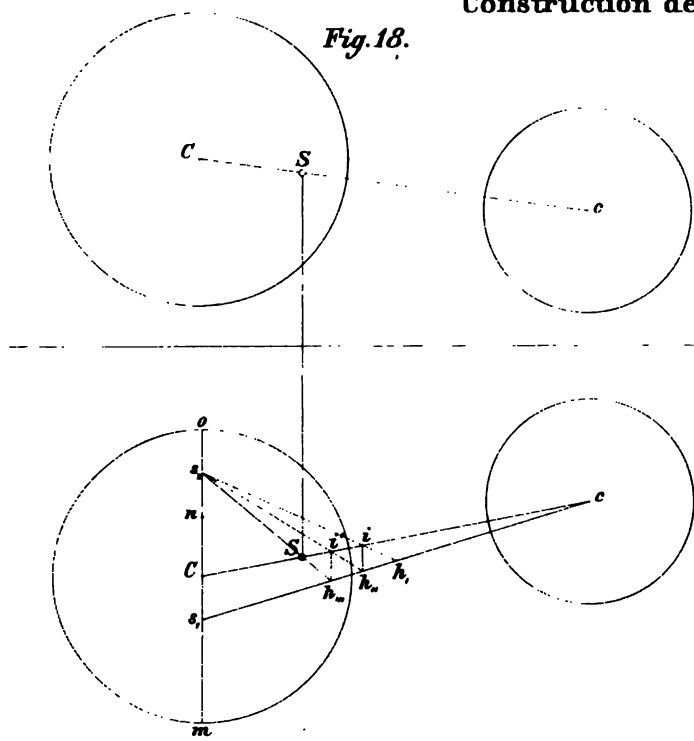 Construction de
Fig. 18.
C
S
c
o
n
S
i
i
c
C
h,,,
h,,
h,
s,
m